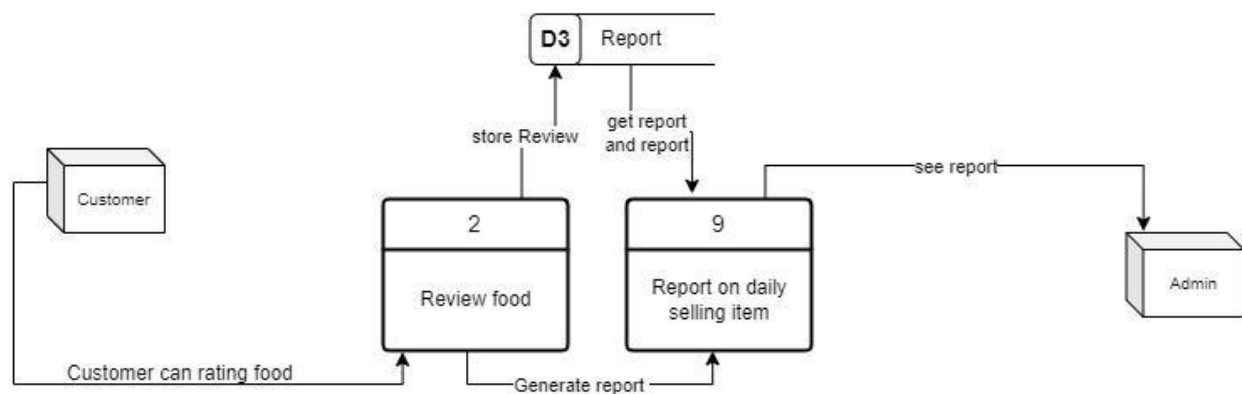 D3 Report
store Review
get report
and report
see report
Customer
2
9
Review food
Report on daily
selling item
Admin
Customer can rating food
Generate report